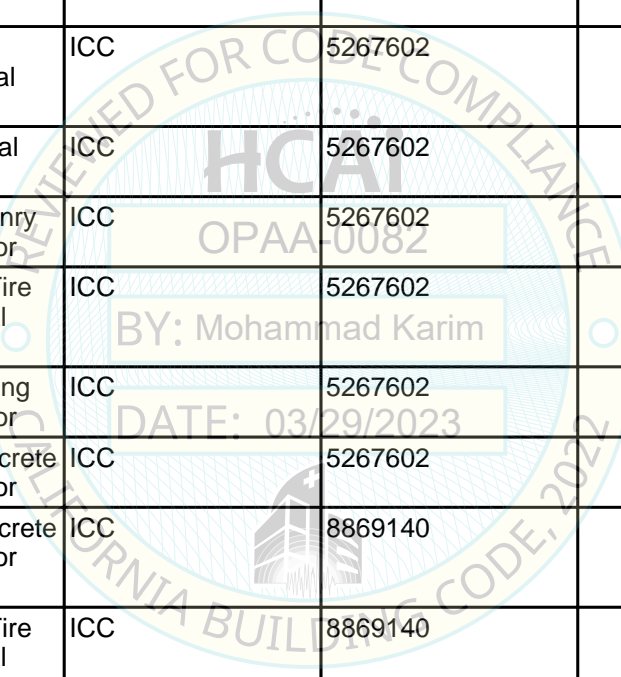 ICC 5267602
al
al ICC 5267602
nry ICC 5267602
or
ire ICC 5267602
l
ng ICC 5267602
or
crete ICC 5267602
or
crete ICC 8869140
or
ire ICC 8869140
l
REVIEWED FOR CODE COMPLIANCE
HCAI
OPAA-0082
BY: Mohammad Karim
DATE: 03/29/2023
CALIFORNIA BUILDING CODE, 2022